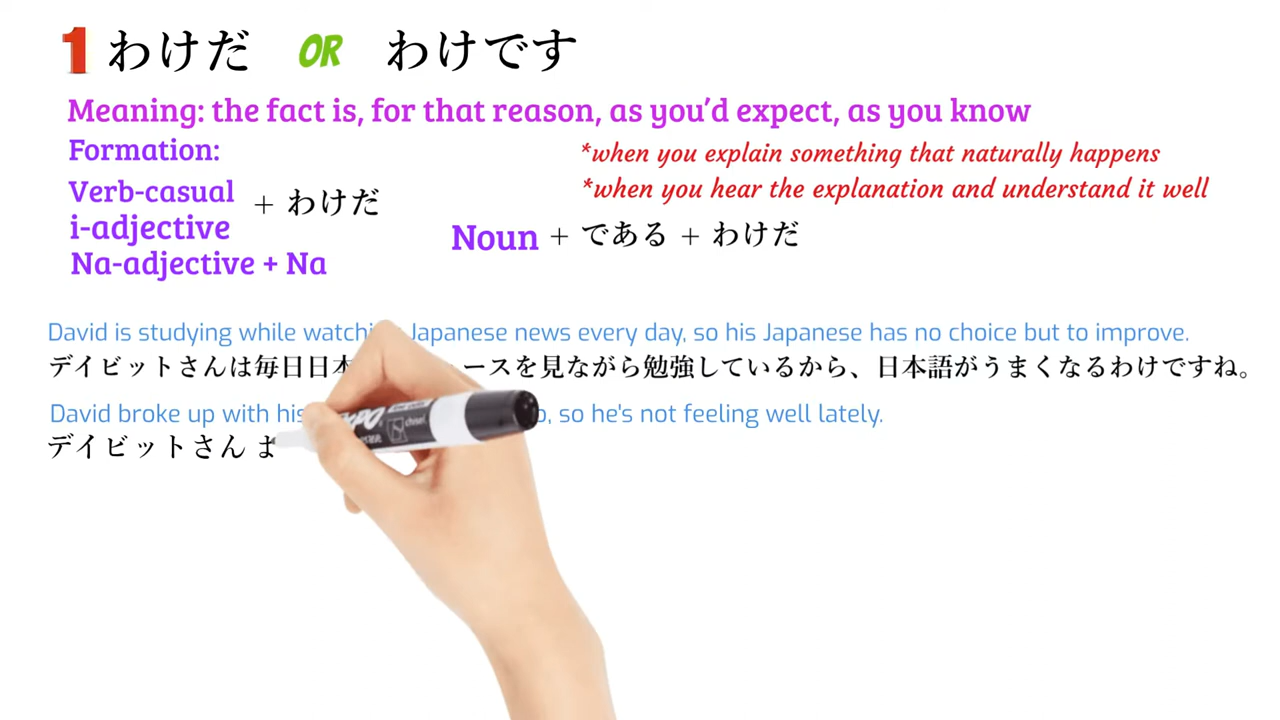 1 わけだ OR わけです
Meaning: the fact is, for that reason, as you'd expect, as you know
Formation:
*when you explain something that naturally happens
*when you hear the explanation and understand it well
Verb-casual
i-adjective
Na-adjective + Na
+ わけだ
Noun + である + わけだ
David is studying while Japanese news every day, so his Japanese has no choice but to improve.
デイビットさんは毎日日本 ースを見ながら勉強しているから、日本語がうまくなるわけですね。
David broke up with his so he's not feeling well lately.
デイビットさん